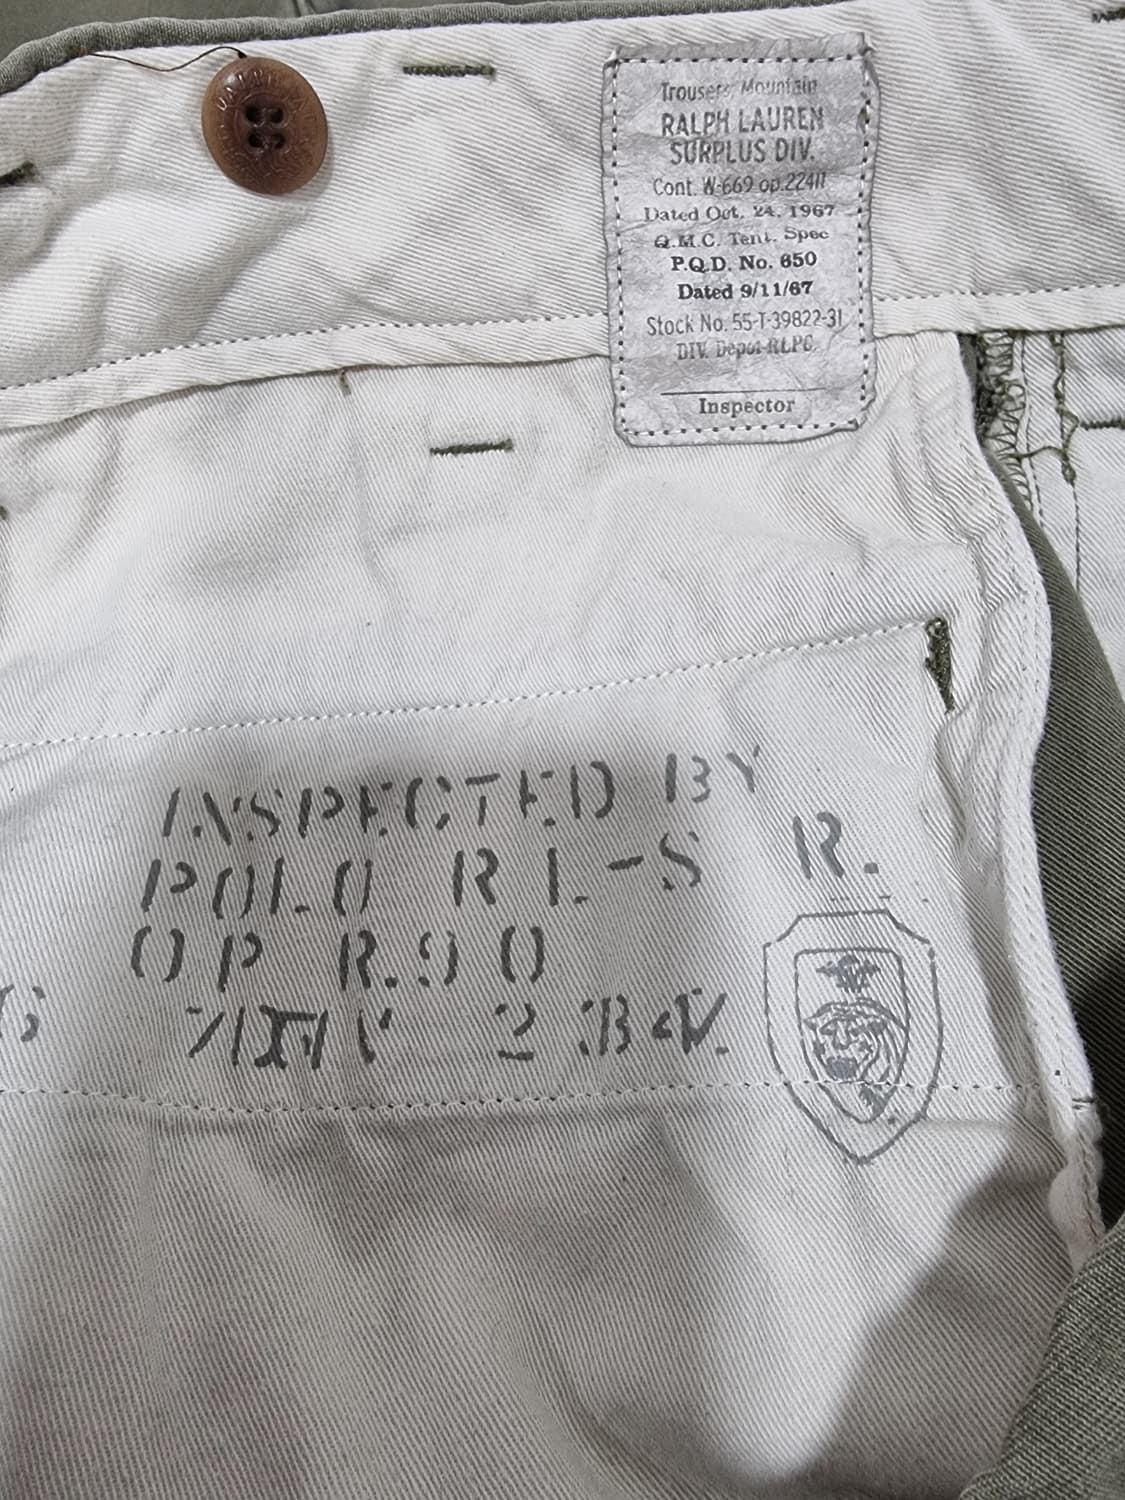 Trousers, Mountain
RALPH LAUREN
SURPLUS DIV.
Cont. W-669 op.22411
Dated Oct. 24, 1967
Q.M.C. Tent. Spec
P.Q.D. No. 650
Dated 9/11/67
Stock No. 55-T-39822-31
DIV. Depot-RLPC.
Inspector
INSPECTED BY
POLO RL-S R.
OP R.90
2